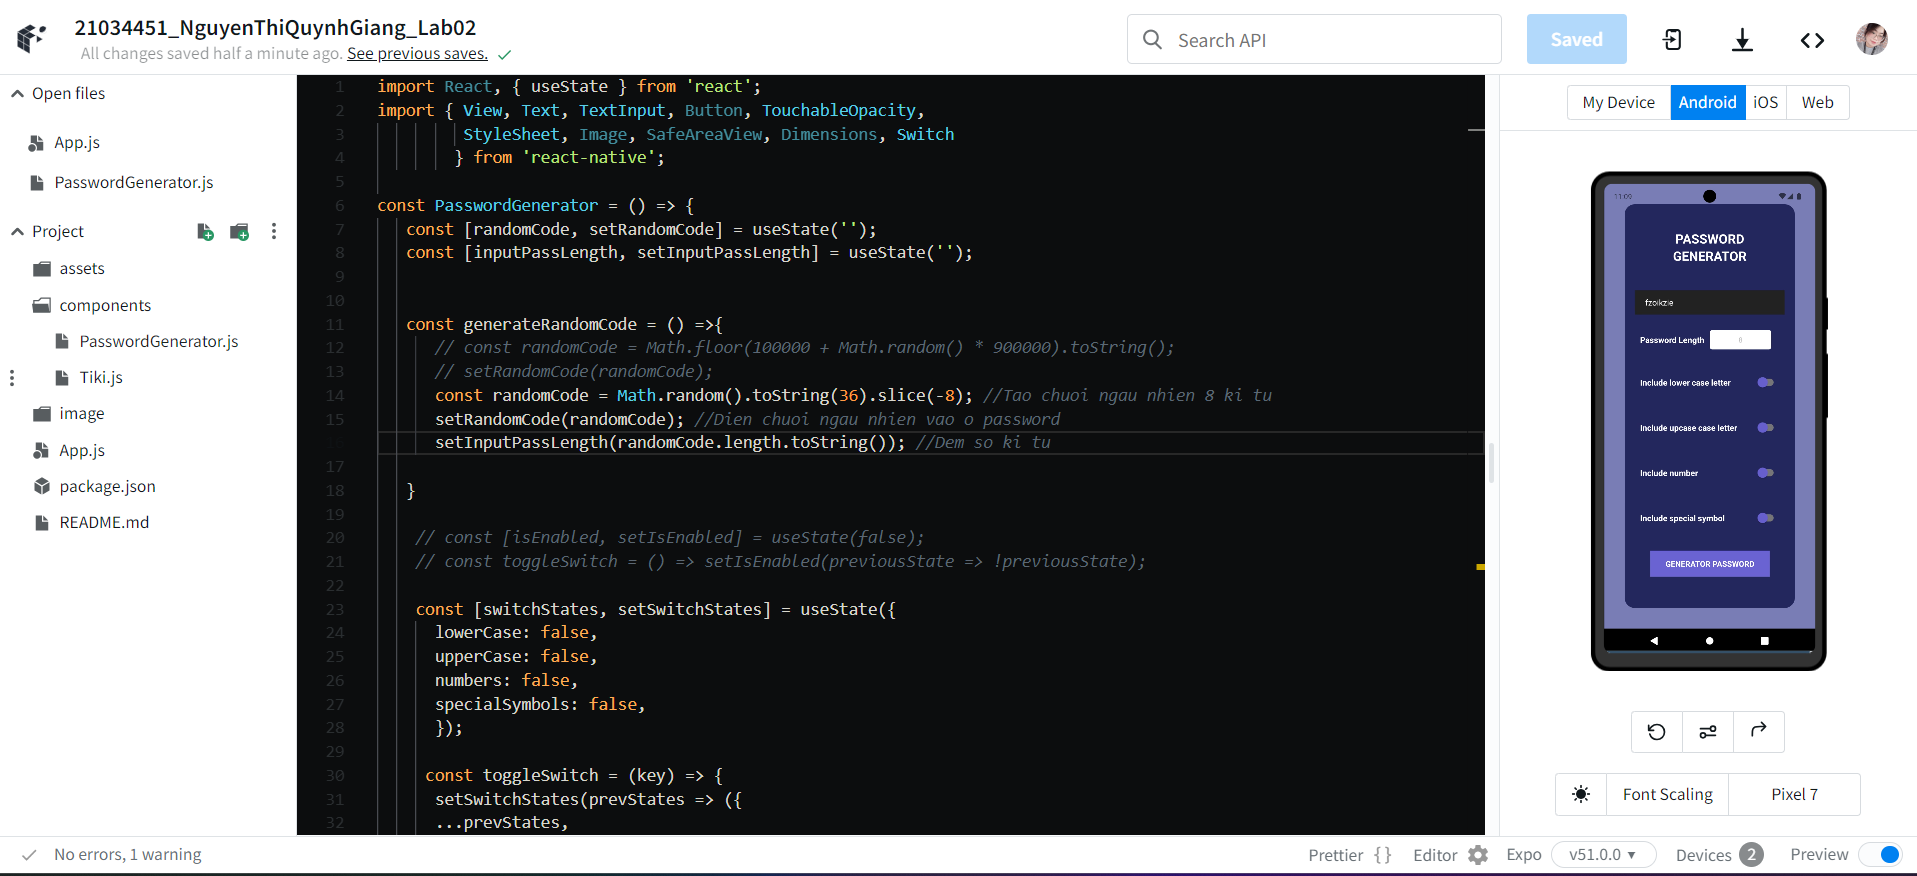 21034451_NguyenThiQuynhGiang_Lab02
All changes saved half a minute ago. See previous saves.
Search API
Saved
Open files
App.js
PasswordGenerator.js
Project
assets
components
PasswordGenerator.js
Tiki.js
image
App.js
package.json
README.md
1 import React, { useState } from 'react';
2 import { View, Text, TextInput, Button, TouchableOpacity,
3 StyleSheet, Image, SafeAreaView, Dimensions, Switch
4 } from 'react-native';
5
6 const PasswordGenerator = () => {
7 const [randomCode, setRandomCode] = useState('');
8 const [inputPassLength, setInputPassLength] = useState('');
9
10
11 const generateRandomCode = () =>{
12 // const randomCode = Math.floor(100000 + Math.random() * 900000).toString();
13 // setRandomCode(randomCode);
14 const randomCode = Math.random().toString(36).slice(-8); //Tao chuoi ngau nhien 8 ki tu
15 setRandomCode(randomCode); //Dien chuoi ngau nhien vao o password
16 setInputPassLength(randomCode.length.toString()); //Dem so ki tu
17
18 }
19
20 // const [isEnabled, setIsEnabled] = useState(false);
21 // const toggleSwitch = () => setIsEnabled(previousState => !previousState);
22
23 const [switchStates, setSwitchStates] = useState({
24 lowerCase: false,
25 upperCase: false,
26 numbers: false,
27 specialSymbols: false,
28 });
29
30 const toggleSwitch = (key) => {
31 setSwitchStates(prevStates => ({
32 ...prevStates,
My Device
Android
iOS
Web
11:09
PASSWORD
GENERATOR
fzoikzie
Password Length 8
Include lower case letter
Include upcase case letter
Include number
Include special symbol
GENERATOR PASSWORD
Font Scaling
Pixel 7
No errors, 1 warning
Prettier {}
Editor
Expo
v51.0.0
Devices 2
Preview